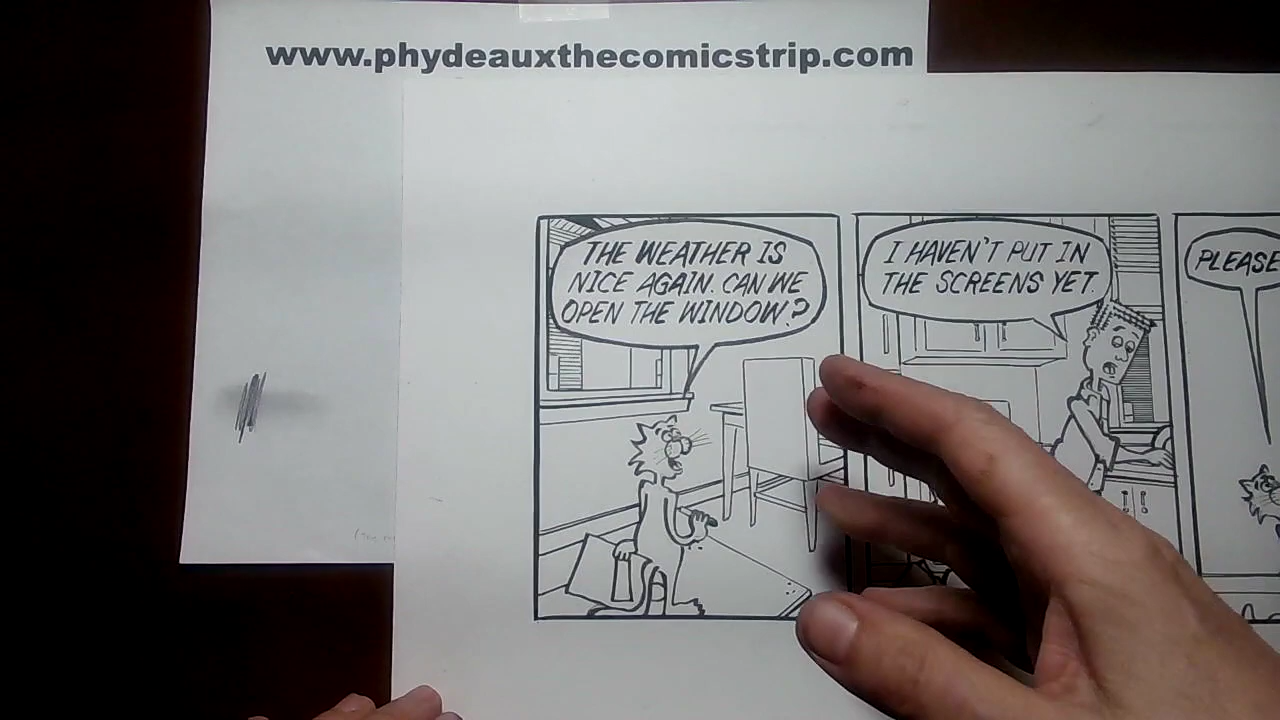 www.phydeauxthecomicstrip.com
THE WEATHER IS
NICE AGAIN. CAN WE
OPEN THE WINDOW?
I HAVEN'T PUT IN
THE SCREENS YET.
PLEASE